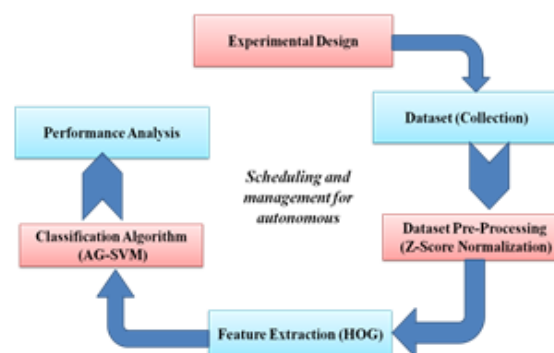 Experimental Design
Dataset (Collection)
Performance Analysis
Scheduling and
management for
autonomous
Dataset Pre-Processing
(Z-Score Normalization)
Classification Algorithm
(AG-SVM)
Feature Extraction (HOG)